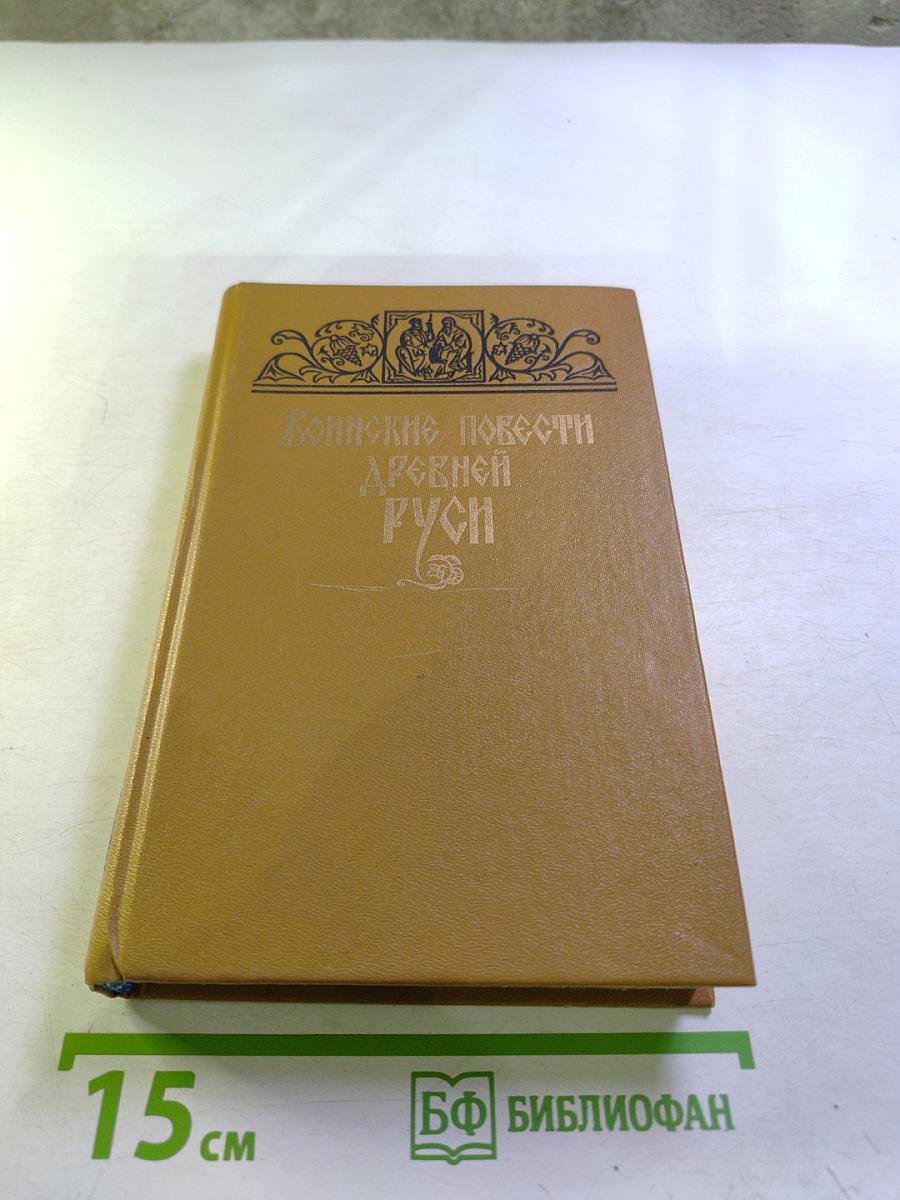 Воинские повести
древней
Руси
15 см
БФ БИБЛИОФАН